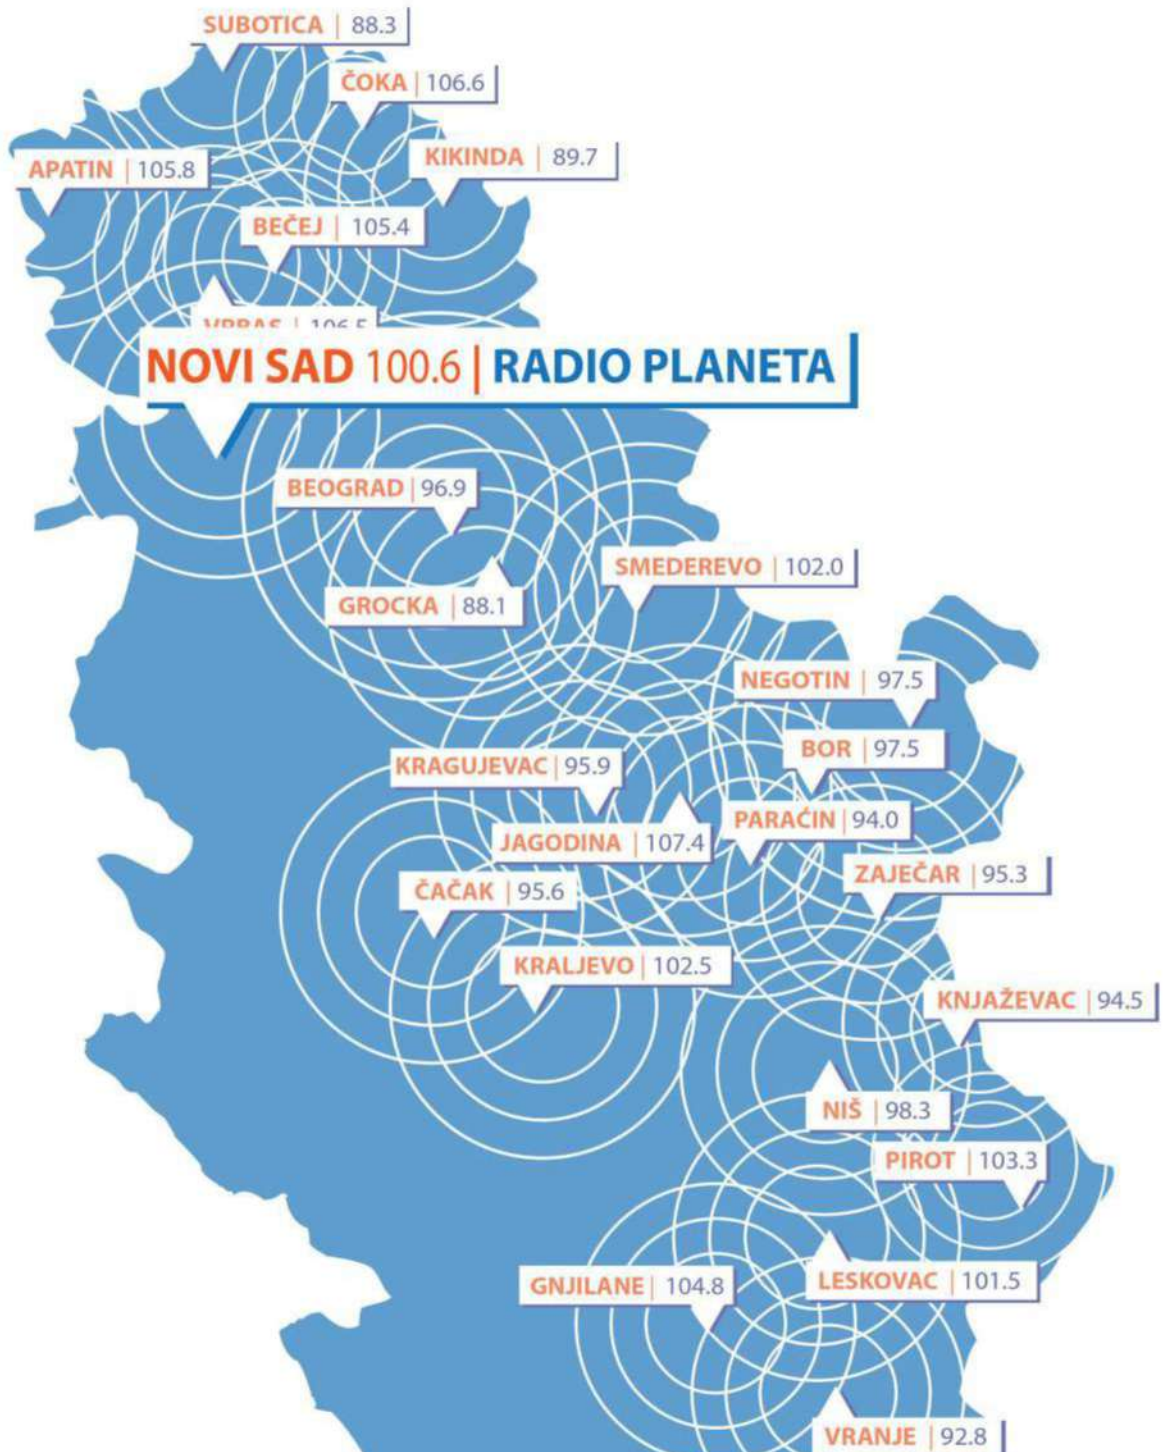 SUBOTICA | 88.3
ČOKA | 106.6
KIKINDA | 89.7
APATIN | 105.8
BEČEJ | 105.4
VRBAS | 106.5
NOVI SAD 100.6 | RADIO PLANETA
BEOGRAD | 96.9
SMEDEREVO | 102.0
GROCKA | 88.1
NEGOTIN | 97.5
BOR | 97.5
KRAGUJEVAC | 95.9
PARAĆIN | 94.0
JAGODINA | 107.4
ZAJEČAR | 95.3
ČAČAK | 95.6
KRALJEVO | 102.5
KNJAŽEVAC | 94.5
NIŠ | 98.3
PIROT | 103.3
LESKOVAC | 101.5
GNJILANE | 104.8
VRANJE | 92.8